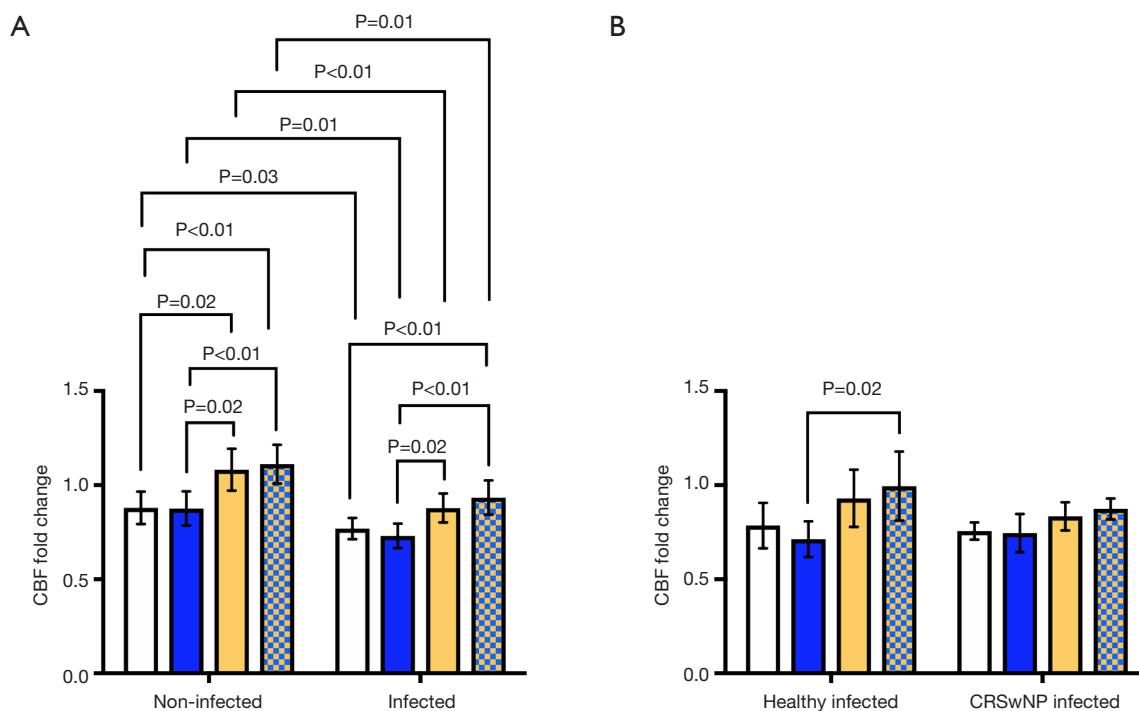 A
B
P=0.01
P<0.01
P=0.01
P=0.03
P<0.01
P=0.02
P<0.01
P<0.01
P=0.02
P<0.01
P=0.02
1.5
1.0
0.5
0.0
CBF fold change
Non-infected
Infected
P=0.02
1.5
1.0
0.5
0.0
CBF fold change
Healthy infected
CRSwNP infected